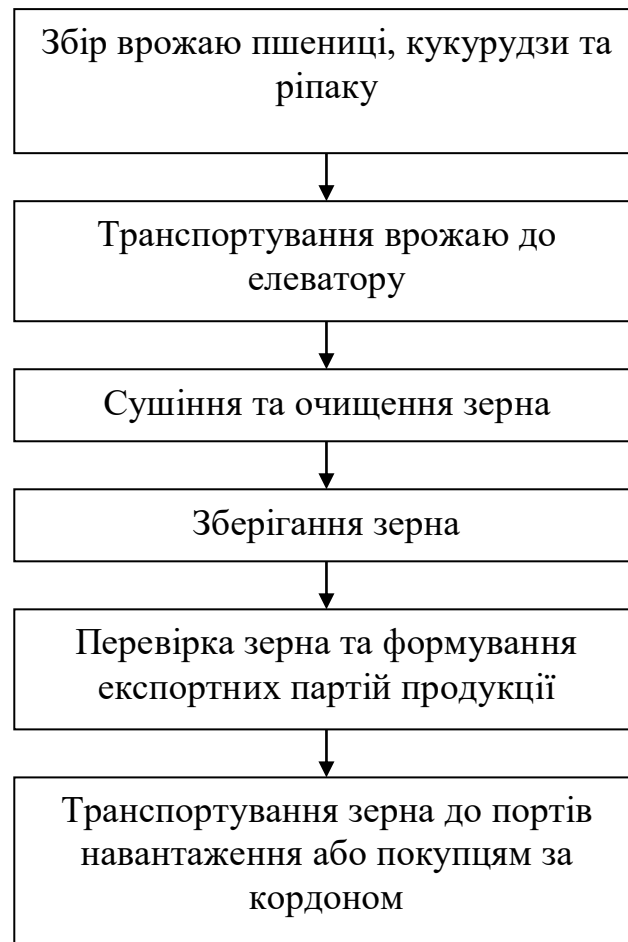 Збір врожаю пшениці, кукурудзи та
ріпаку
Транспортування врожаю до
елеватору
Сушіння та очищення зерна
Зберігання зерна
Перевірка зерна та формування
експортних партій продукції
Транспортування зерна до портів
навантаження або покупцям за
кордоном